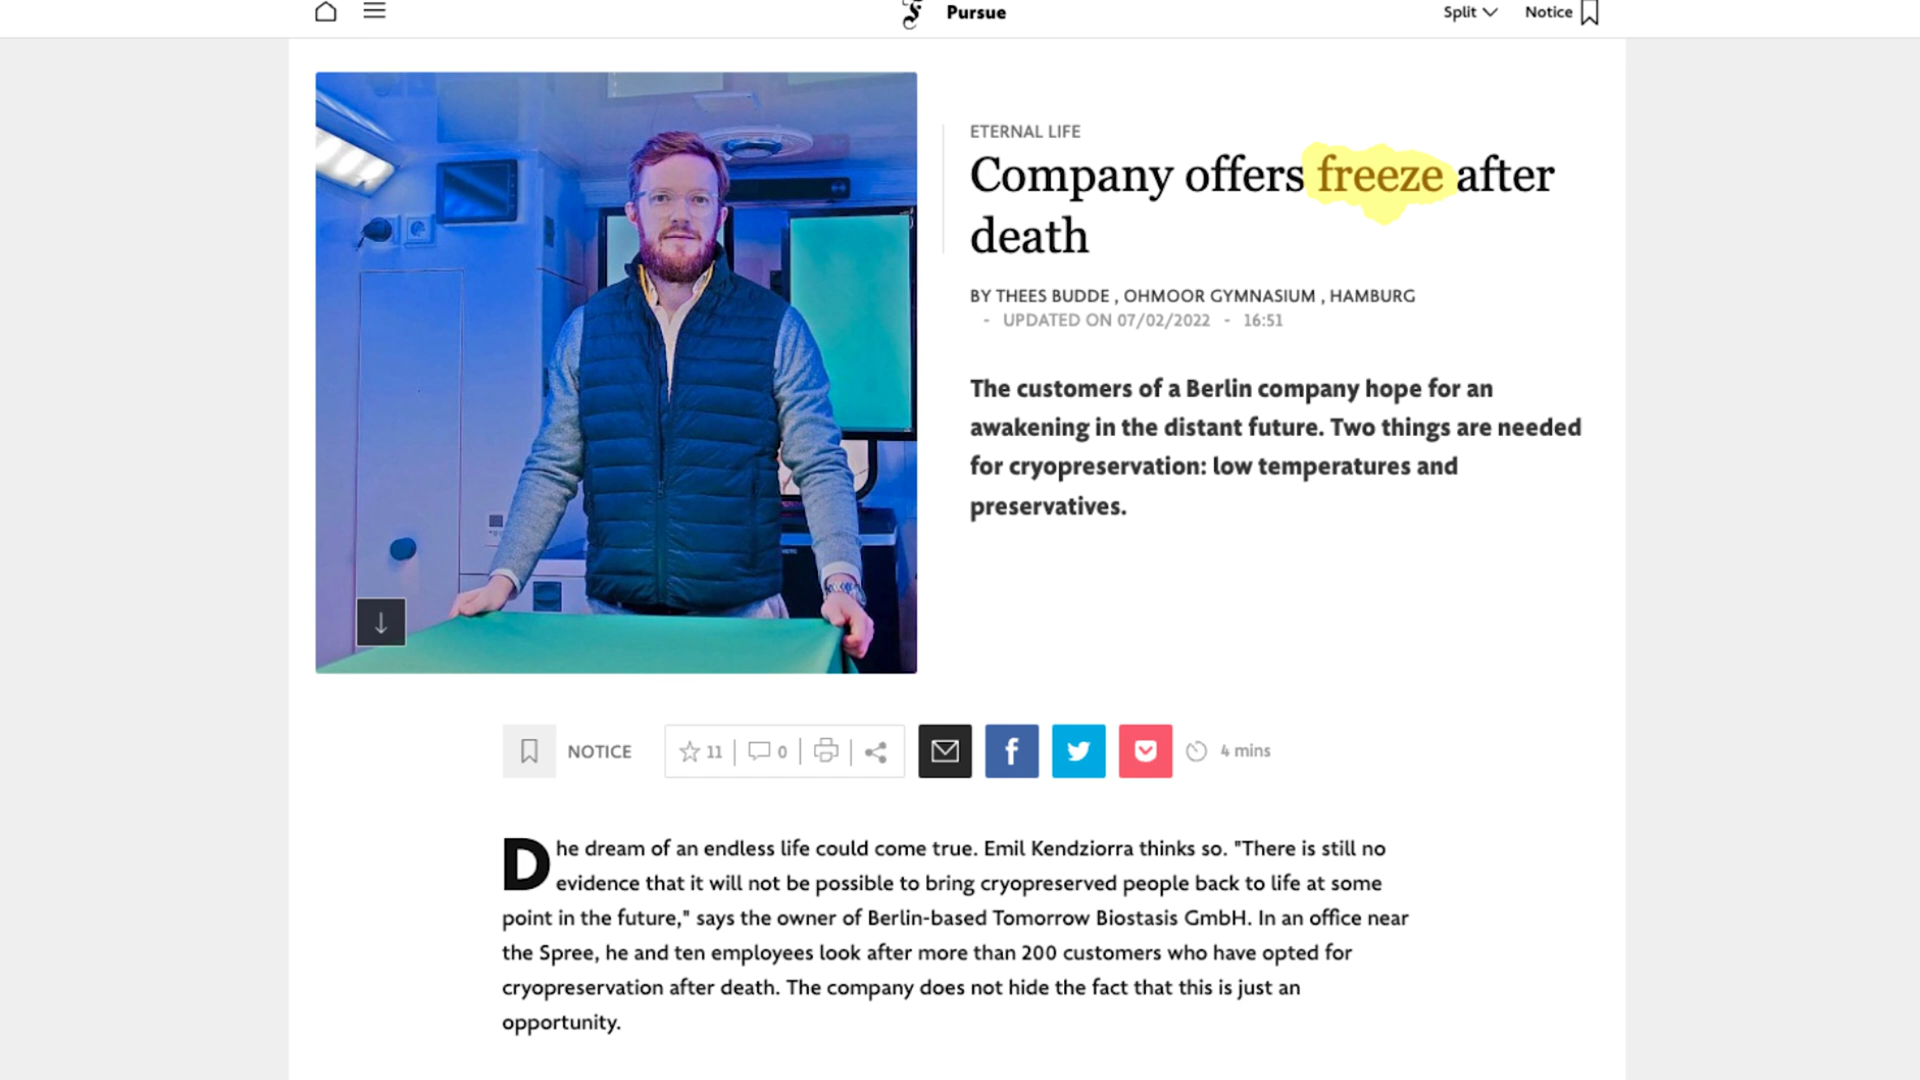 Pursue
Split
Notice
ETERNAL LIFE
Company offers freeze after
death
BY THEES BUDDE , OHMOOR GYMNASIUM , HAMBURG
- UPDATED ON 07/02/2022 - 16:51
The customers of a Berlin company hope for an
awakening in the distant future. Two things are needed
for cryopreservation: low temperatures and
preservatives.
NOTICE
11
0
4 mins
D he dream of an endless life could come true. Emil Kendziorra thinks so. "There is still no
evidence that it will not be possible to bring cryopreserved people back to life at some
point in the future," says the owner of Berlin-based Tomorrow Biostasis GmbH. In an office near
the Spree, he and ten employees look after more than 200 customers who have opted for
cryopreservation after death. The company does not hide the fact that this is just an
opportunity.